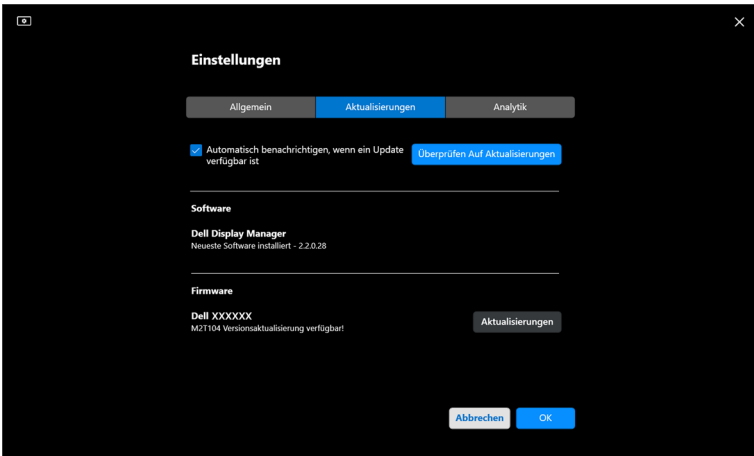 Einstellungen
Allgemein
Aktualisierungen
Analytik
Automatisch benachrichtigen, wenn ein Update
verfügbar ist
Überprüfen Auf Aktualisierungen
Software
Dell Display Manager
Neueste Software installiert - 2.2.0.28
Firmware
Dell XXXXXX
M2T104 Versionsaktualisierung verfügbar!
Aktualisierungen
Abbrechen
OK